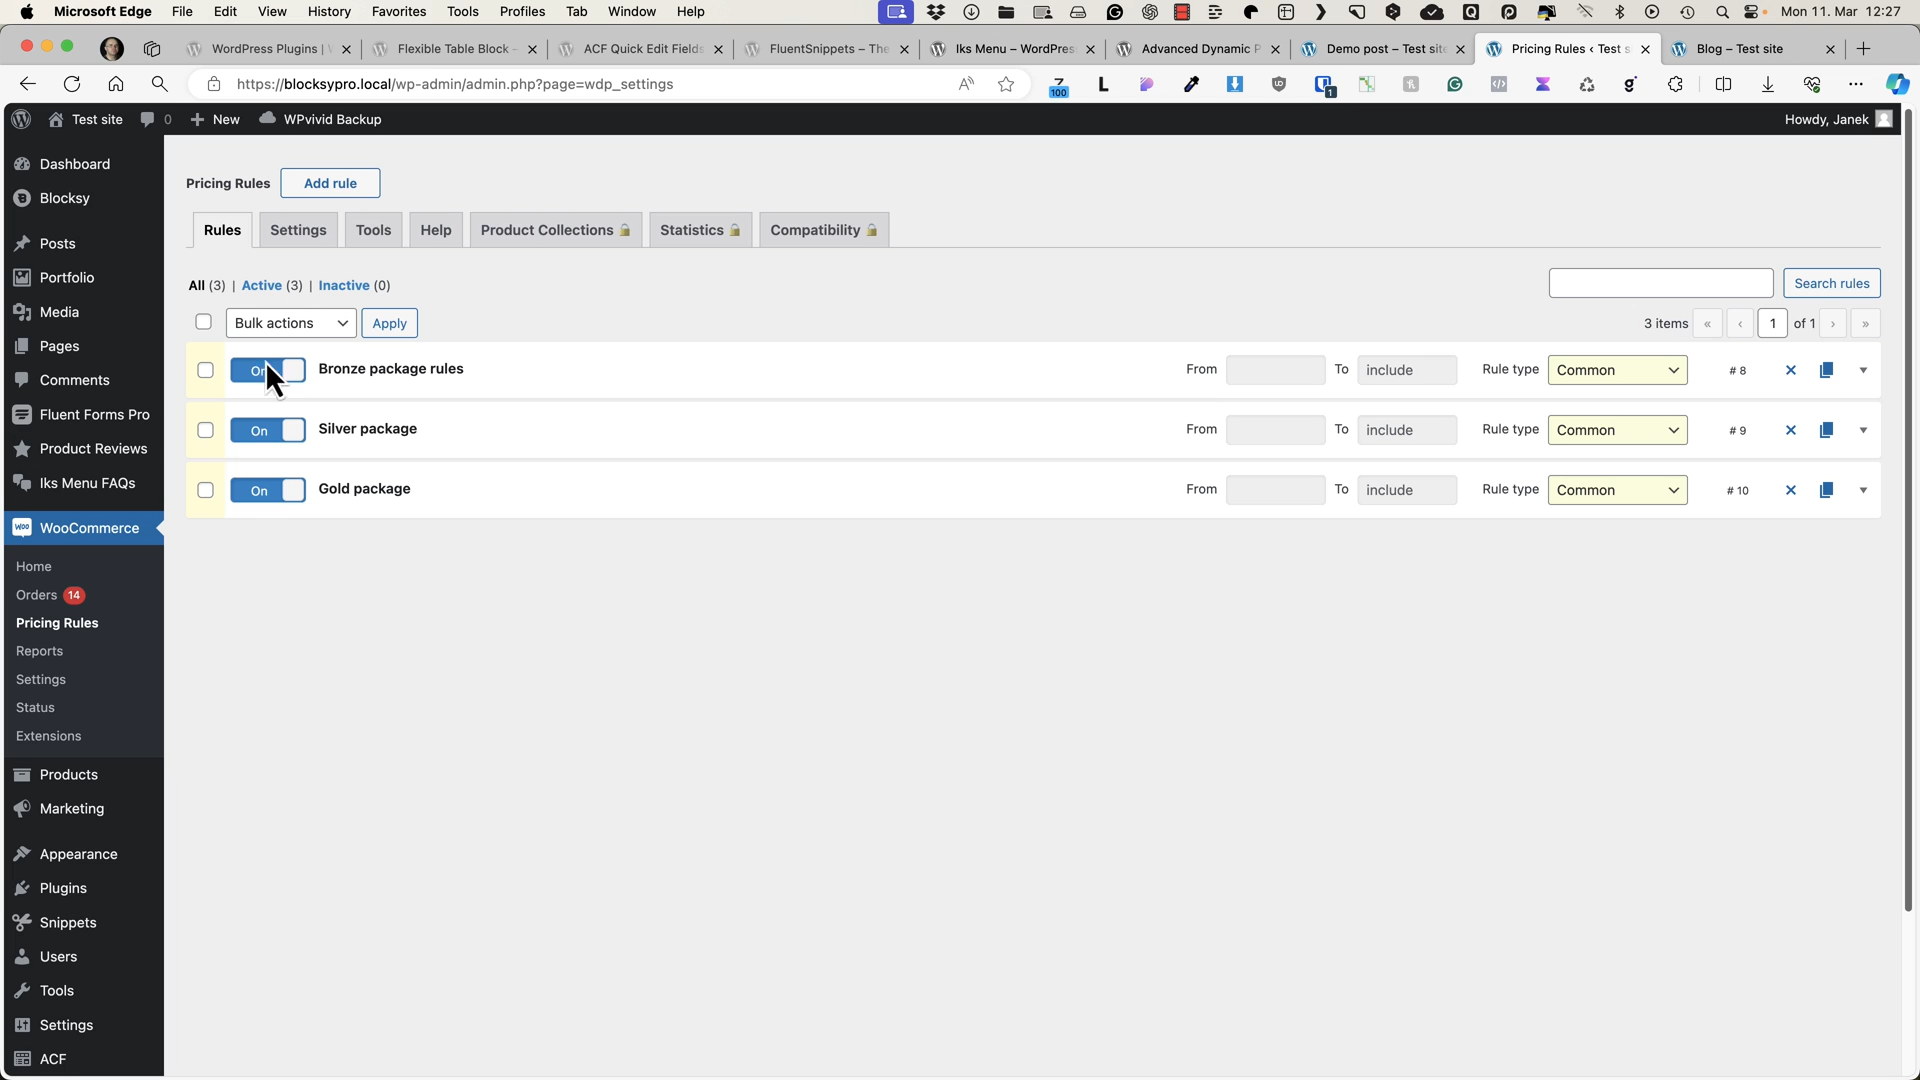 Microsoft Edge File Edit View History Favorites Tools Profiles Tab Window Help Mon 11. Mar 12:27
WordPress Plugins | Flexible Table Block - ACF Quick Edit Fields FluentSnippets – The Iks Menu – WordPres Advanced Dynamic P Demo post – Test site Pricing Rules ‹ Test s Blog – Test site
https://blocksypro.local/wp-admin/admin.php?page=wdp_settings
100
1
Test site 0 New WPvivid Backup Howdy, Janek
Dashboard
Blocksy
Posts
Portfolio
Media
Pages
Comments
Fluent Forms Pro
Product Reviews
Iks Menu FAQs
WooCommerce
Home
Orders 14
Pricing Rules
Reports
Settings
Status
Extensions
Products
Marketing
Appearance
Plugins
Snippets
Users
Tools
Settings
ACF
Pricing Rules Add rule
Rules Settings Tools Help Product Collections Statistics Compatibility
All (3) | Active (3) | Inactive (0) Search rules
Bulk actions Apply 3 items « ‹ 1 of 1 › »
On Bronze package rules From To include Rule type Common # 8
On Silver package From To include Rule type Common # 9
On Gold package From To include Rule type Common # 10